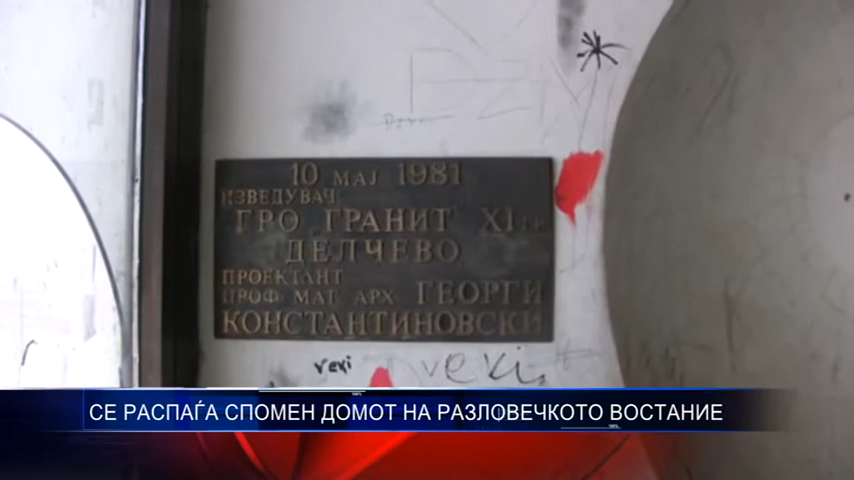 10 МАЈ 1981
ИЗВЕДУВАЧ
ГРО "ГРАНИТ" XI
ДЕЛЧЕВО
ПРОЕКТАНТ
ПРОФ МАГ АРХ ГЕОРГИ
КОНСТАНТИНОВСКИ
rexi vexi
СЕ РАСПАЃА СПОМЕН ДОМОТ НА РАЗЛОВЕЧКОТО ВОСТАНИЕ